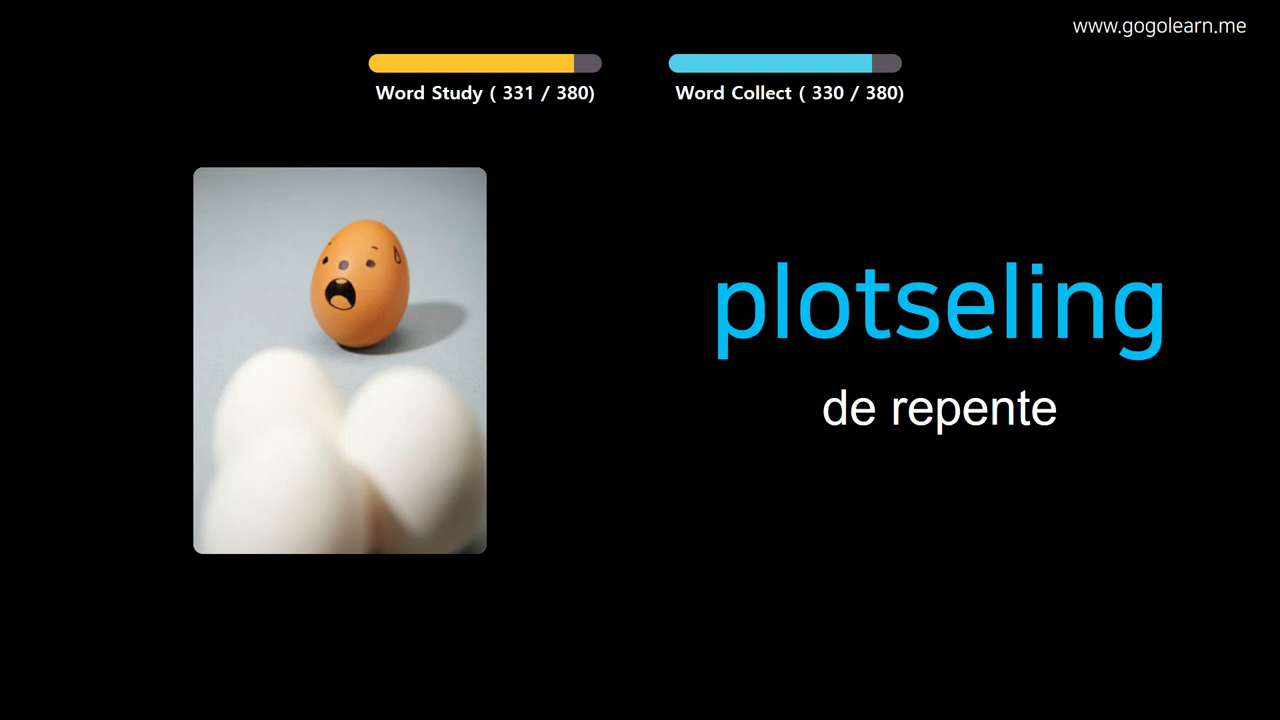 www.gogolearn.me
Word Study ( 331 / 380)
Word Collect ( 330 / 380)
plotseling
de repente